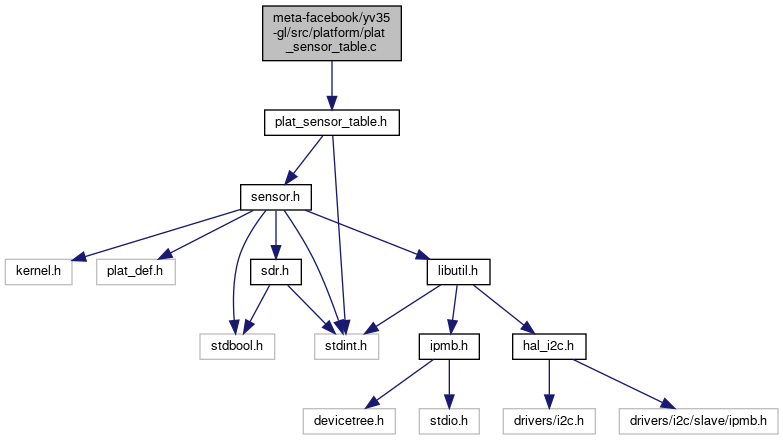 meta-facebook/yv35
-gl/src/platform/plat
_sensor_table.c
plat_sensor_table.h
sensor.h
kernel.h
plat_def.h
sdr.h
libutil.h
stdbool.h
stdint.h
ipmb.h
hal_i2c.h
devicetree.h
stdio.h
drivers/i2c.h
drivers/i2c/slave/ipmb.h